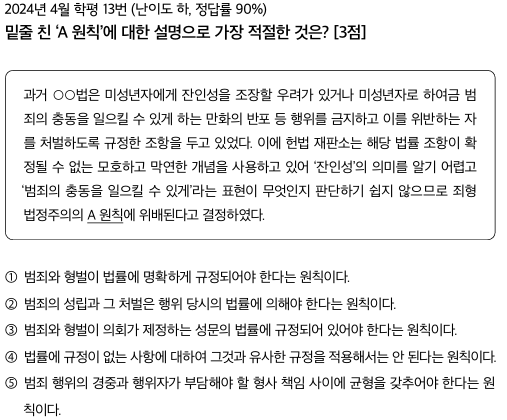 2024년 4월 학평 13번 (난이도 하, 정답률 90%)
밑줄 친 ‘A 원칙’에 대한 설명으로 가장 적절한 것은? [3점]
과거 ○○법은 미성년자에게 잔인성을 조장할 우려가 있거나 미성년자로 하여금 범
죄의 충동을 일으킬 수 있게 하는 만화의 반포 등 행위를 금지하고 이를 위반하는 자
를 처벌하도록 규정한 조항을 두고 있었다. 이에 헌법 재판소는 해당 법률 조항이 확
정될 수 없는 모호하고 막연한 개념을 사용하고 있어 ‘잔인성’의 의미를 알기 어렵고
‘범죄의 충동을 일으킬 수 있게’라는 표현이 무엇인지 판단하기 쉽지 않으므로 죄형
법정주의의 A 원칙에 위배된다고 결정하였다.
① 범죄와 형벌이 법률에 명확하게 규정되어야 한다는 원칙이다.
② 범죄의 성립과 그 처벌은 행위 당시의 법률에 의해야 한다는 원칙이다.
③ 범죄와 형벌이 의회가 제정하는 성문의 법률에 규정되어 있어야 한다는 원칙이다.
④ 법률에 규정이 없는 사항에 대하여 그것과 유사한 규정을 적용해서는 안 된다는 원칙이다.
⑤ 범죄 행위의 경중과 행위자가 부담해야 할 형사 책임 사이에 균형을 갖추어야 한다는 원
칙이다.